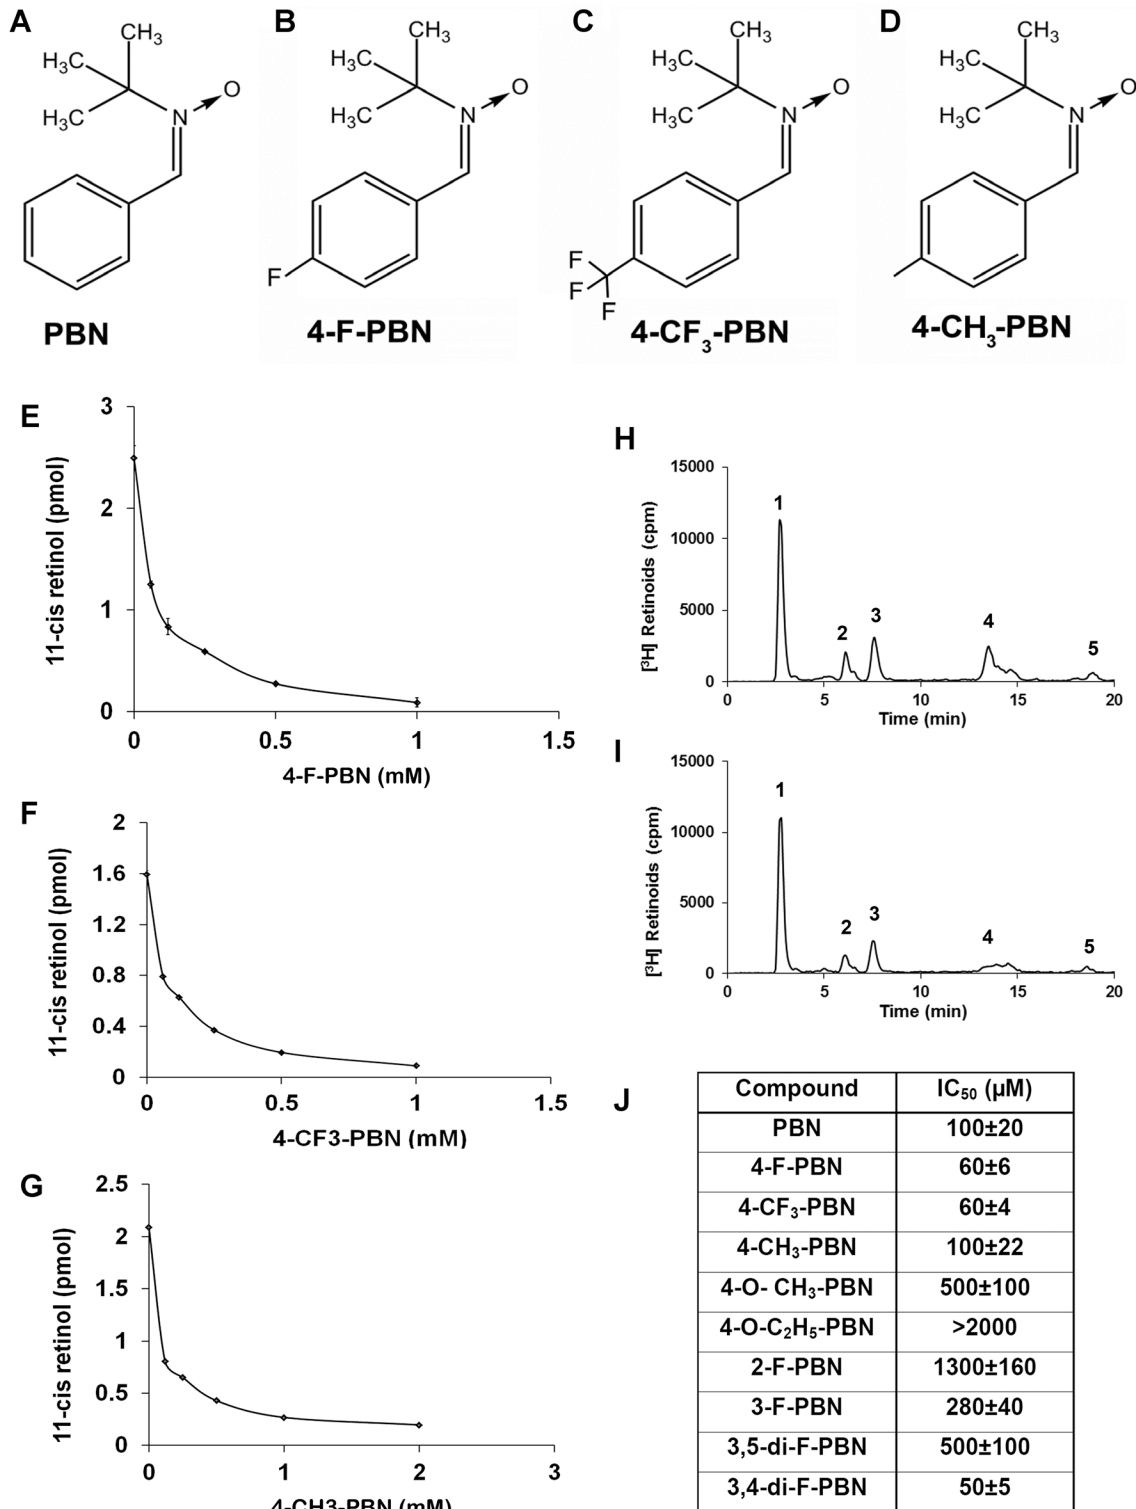 A
B
C
D
CH₃
H₃C
H₃C
N
O
CH₃
H₃C
H₃C
N
O
F
CH₃
H₃C
H₃C
N
O
F
F
F
CH₃
H₃C
H₃C
N
O
PBN
4-F-PBN
4-CF₃-PBN
4-CH₃-PBN
E
3
2
1
0
11-cis retinol (pmol)
0 0.5 1 1.5
4-F-PBN (mM)
F
2
1.6
1.2
0.8
0.4
0
11-cis retinol (pmol)
0 0.5 1 1.5
4-CF3-PBN (mM)
G
2.5
2
1.5
1
0.5
0
11-cis retinol (pmol)
0 1 2 3
4-CH3-PBN (mM)
H
15000
10000
5000
0
[³H] Retinoids (cpm)
1
2
3
4
5
0 5 10 15 20
Time (min)
I
15000
10000
5000
0
[³H] Retinoids (cpm)
1
2
3
4
5
0 5 10 15 20
Time (min)
J
Compound IC₅₀ (µM)
PBN 100±20
4-F-PBN 60±6
4-CF₃-PBN 60±4
4-CH₃-PBN 100±22
4-O- CH₃-PBN 500±100
4-O-C₂H₅-PBN >2000
2-F-PBN 1300±160
3-F-PBN 280±40
3,5-di-F-PBN 500±100
3,4-di-F-PBN 50±5